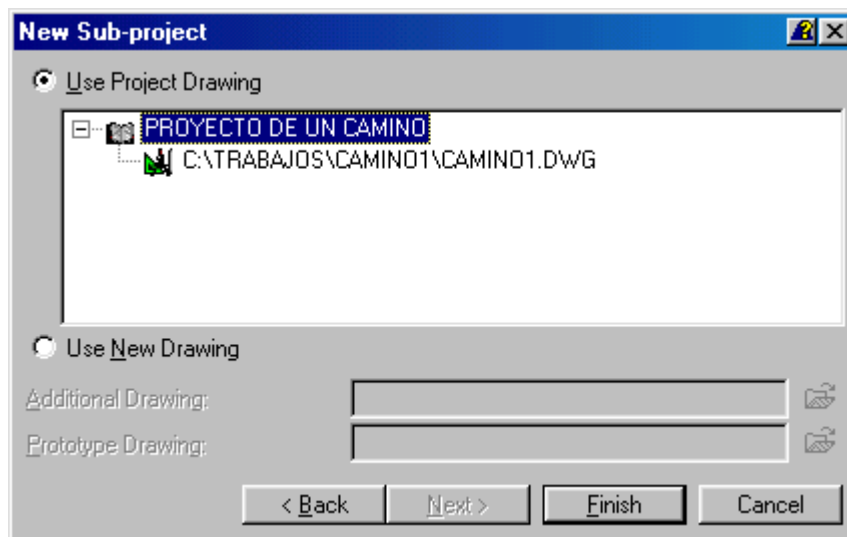 New Sub-project
Use Project Drawing
PROYECTO DE UN CAMINO
C:\TRABAJOS\CAMINO1\CAMINO1.DWG
Use New Drawing
Additional Drawing:
Prototype Drawing:
< Back Next > Finish Cancel